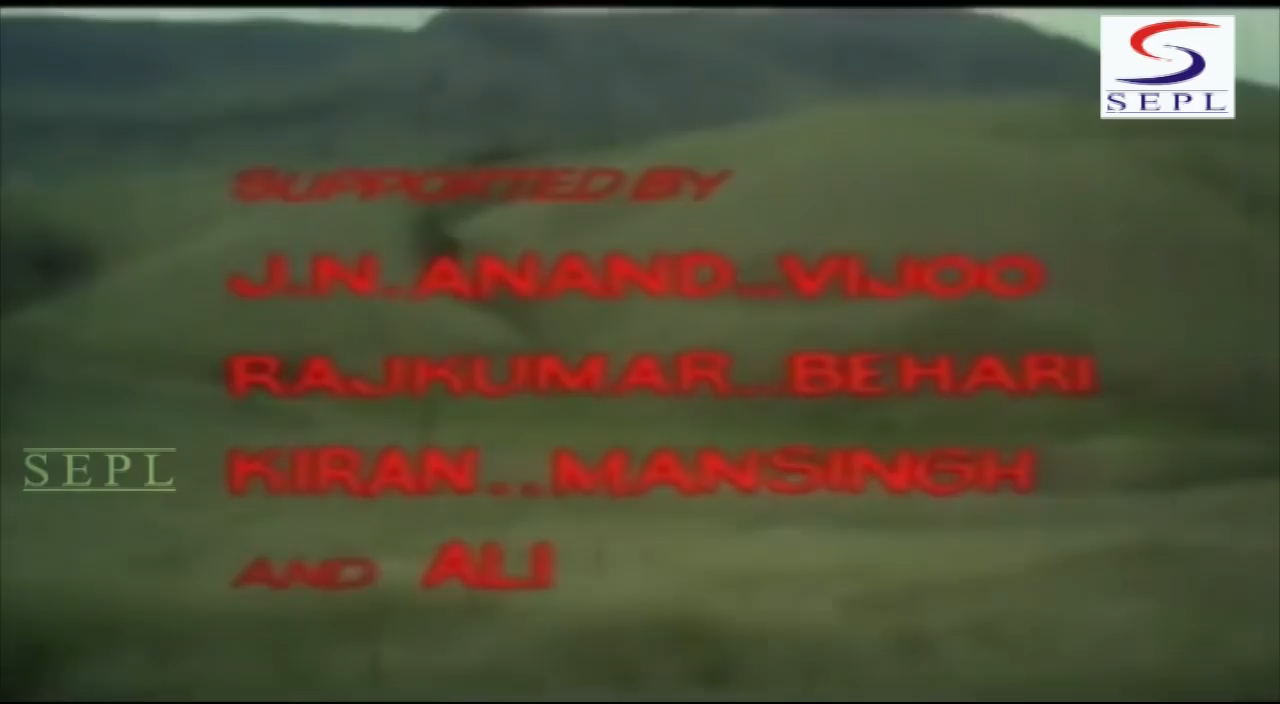 SEPL
SUPPORTED BY
J.N. ANAND..VIJOO
RAJKUMAR...BEHARI
SEPL
KIRAN..MANSINGH
AND ALI